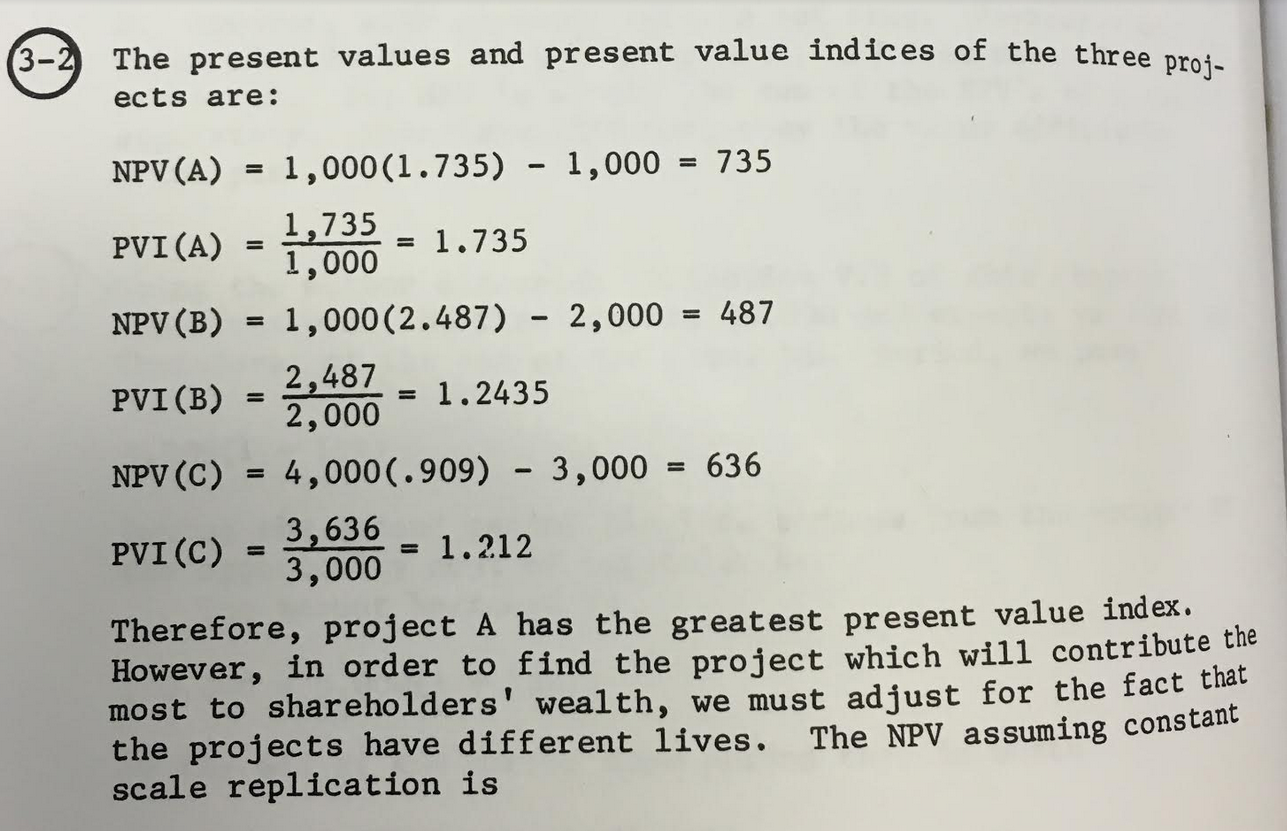 3-2 The present values and present value indices of the three proj-
ects are:
NPV(A) = 1,000(1.735) - 1,000 = 735
PVI(A) = 1,735/1,000 = 1.735
NPV(B) = 1,000(2.487) - 2,000 = 487
PVI(B) = 2,487/2,000 = 1.2435
NPV(C) = 4,000(.909) - 3,000 = 636
PVI(C) = 3,636/3,000 = 1.212
Therefore, project A has the greatest present value index.
However, in order to find the project which will contribute the
most to shareholders' wealth, we must adjust for the fact that
the projects have different lives. The NPV assuming constant
scale replication is